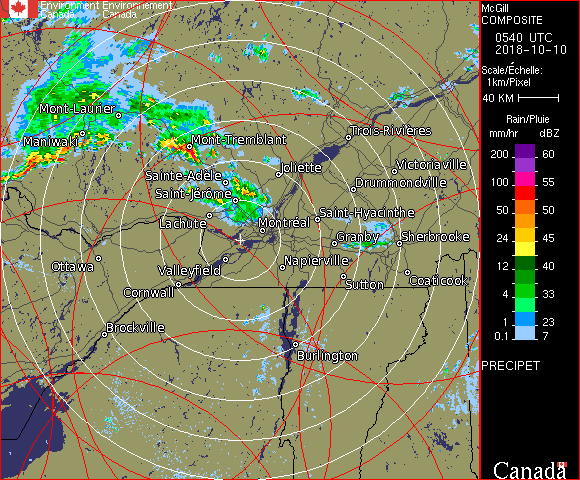 Environment Environnement
Canada Canada
McGill
COMPOSITE
0540 UTC
2018-10-10
Scale/Échelle:
1km/Pixel
40 KM
Rain/Pluie
mm/hr dBZ
200 60
100 55
50 50
24 45
12 40
4 33
1 23
0.1 7
PRECIPET
Mont-Laurier
Maniwaki
Mont-Tremblant
Trois-Rivières
Sainte-Adèle
Joliette
Victoriaville
Saint-Jérôme
Drummondville
Lachute
Montréal
Saint-Hyacinthe
Granby
Sherbrooke
Ottawa
Valleyfield
Napierville
Cornwall
Sutton
Coaticook
Brockville
Burlington
Canada